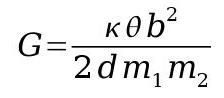 G = κθb² / 2dm₁m₂